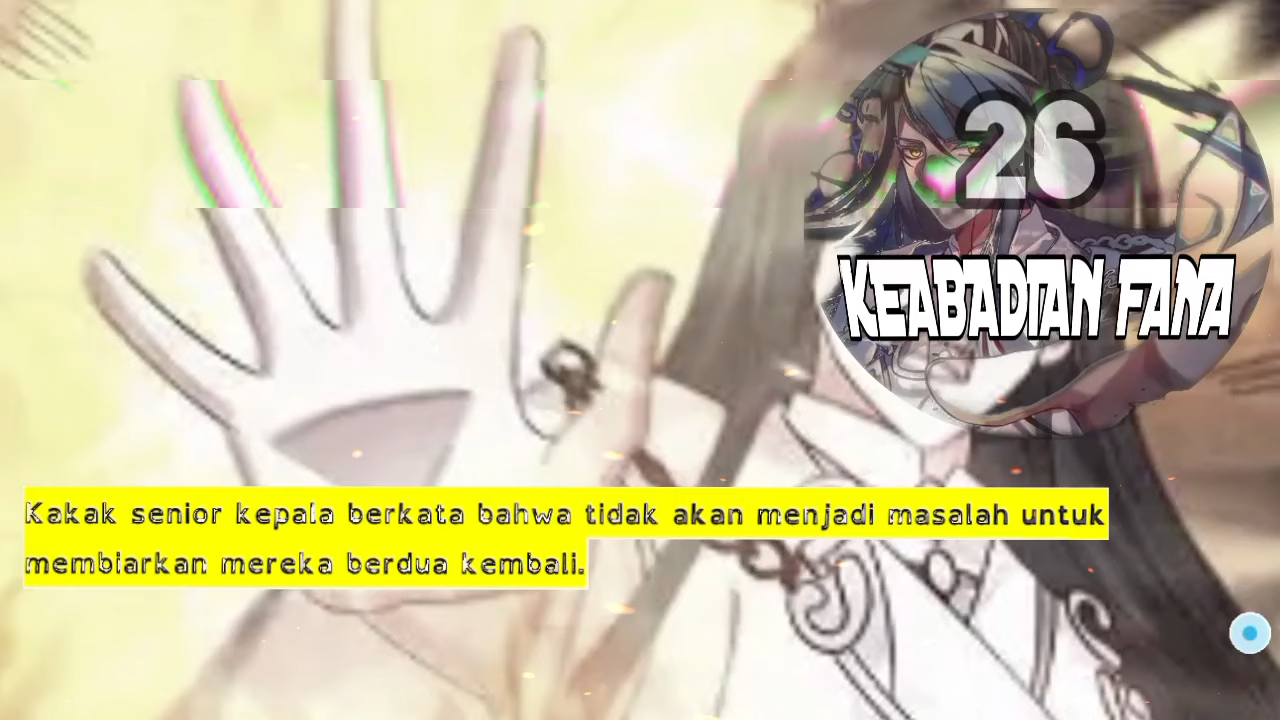 26
KEABADIAN FANA
Kakak senior kepala berkata bahwa tidak akan menjadi masalah untuk
membiarkan mereka berdua kembali.